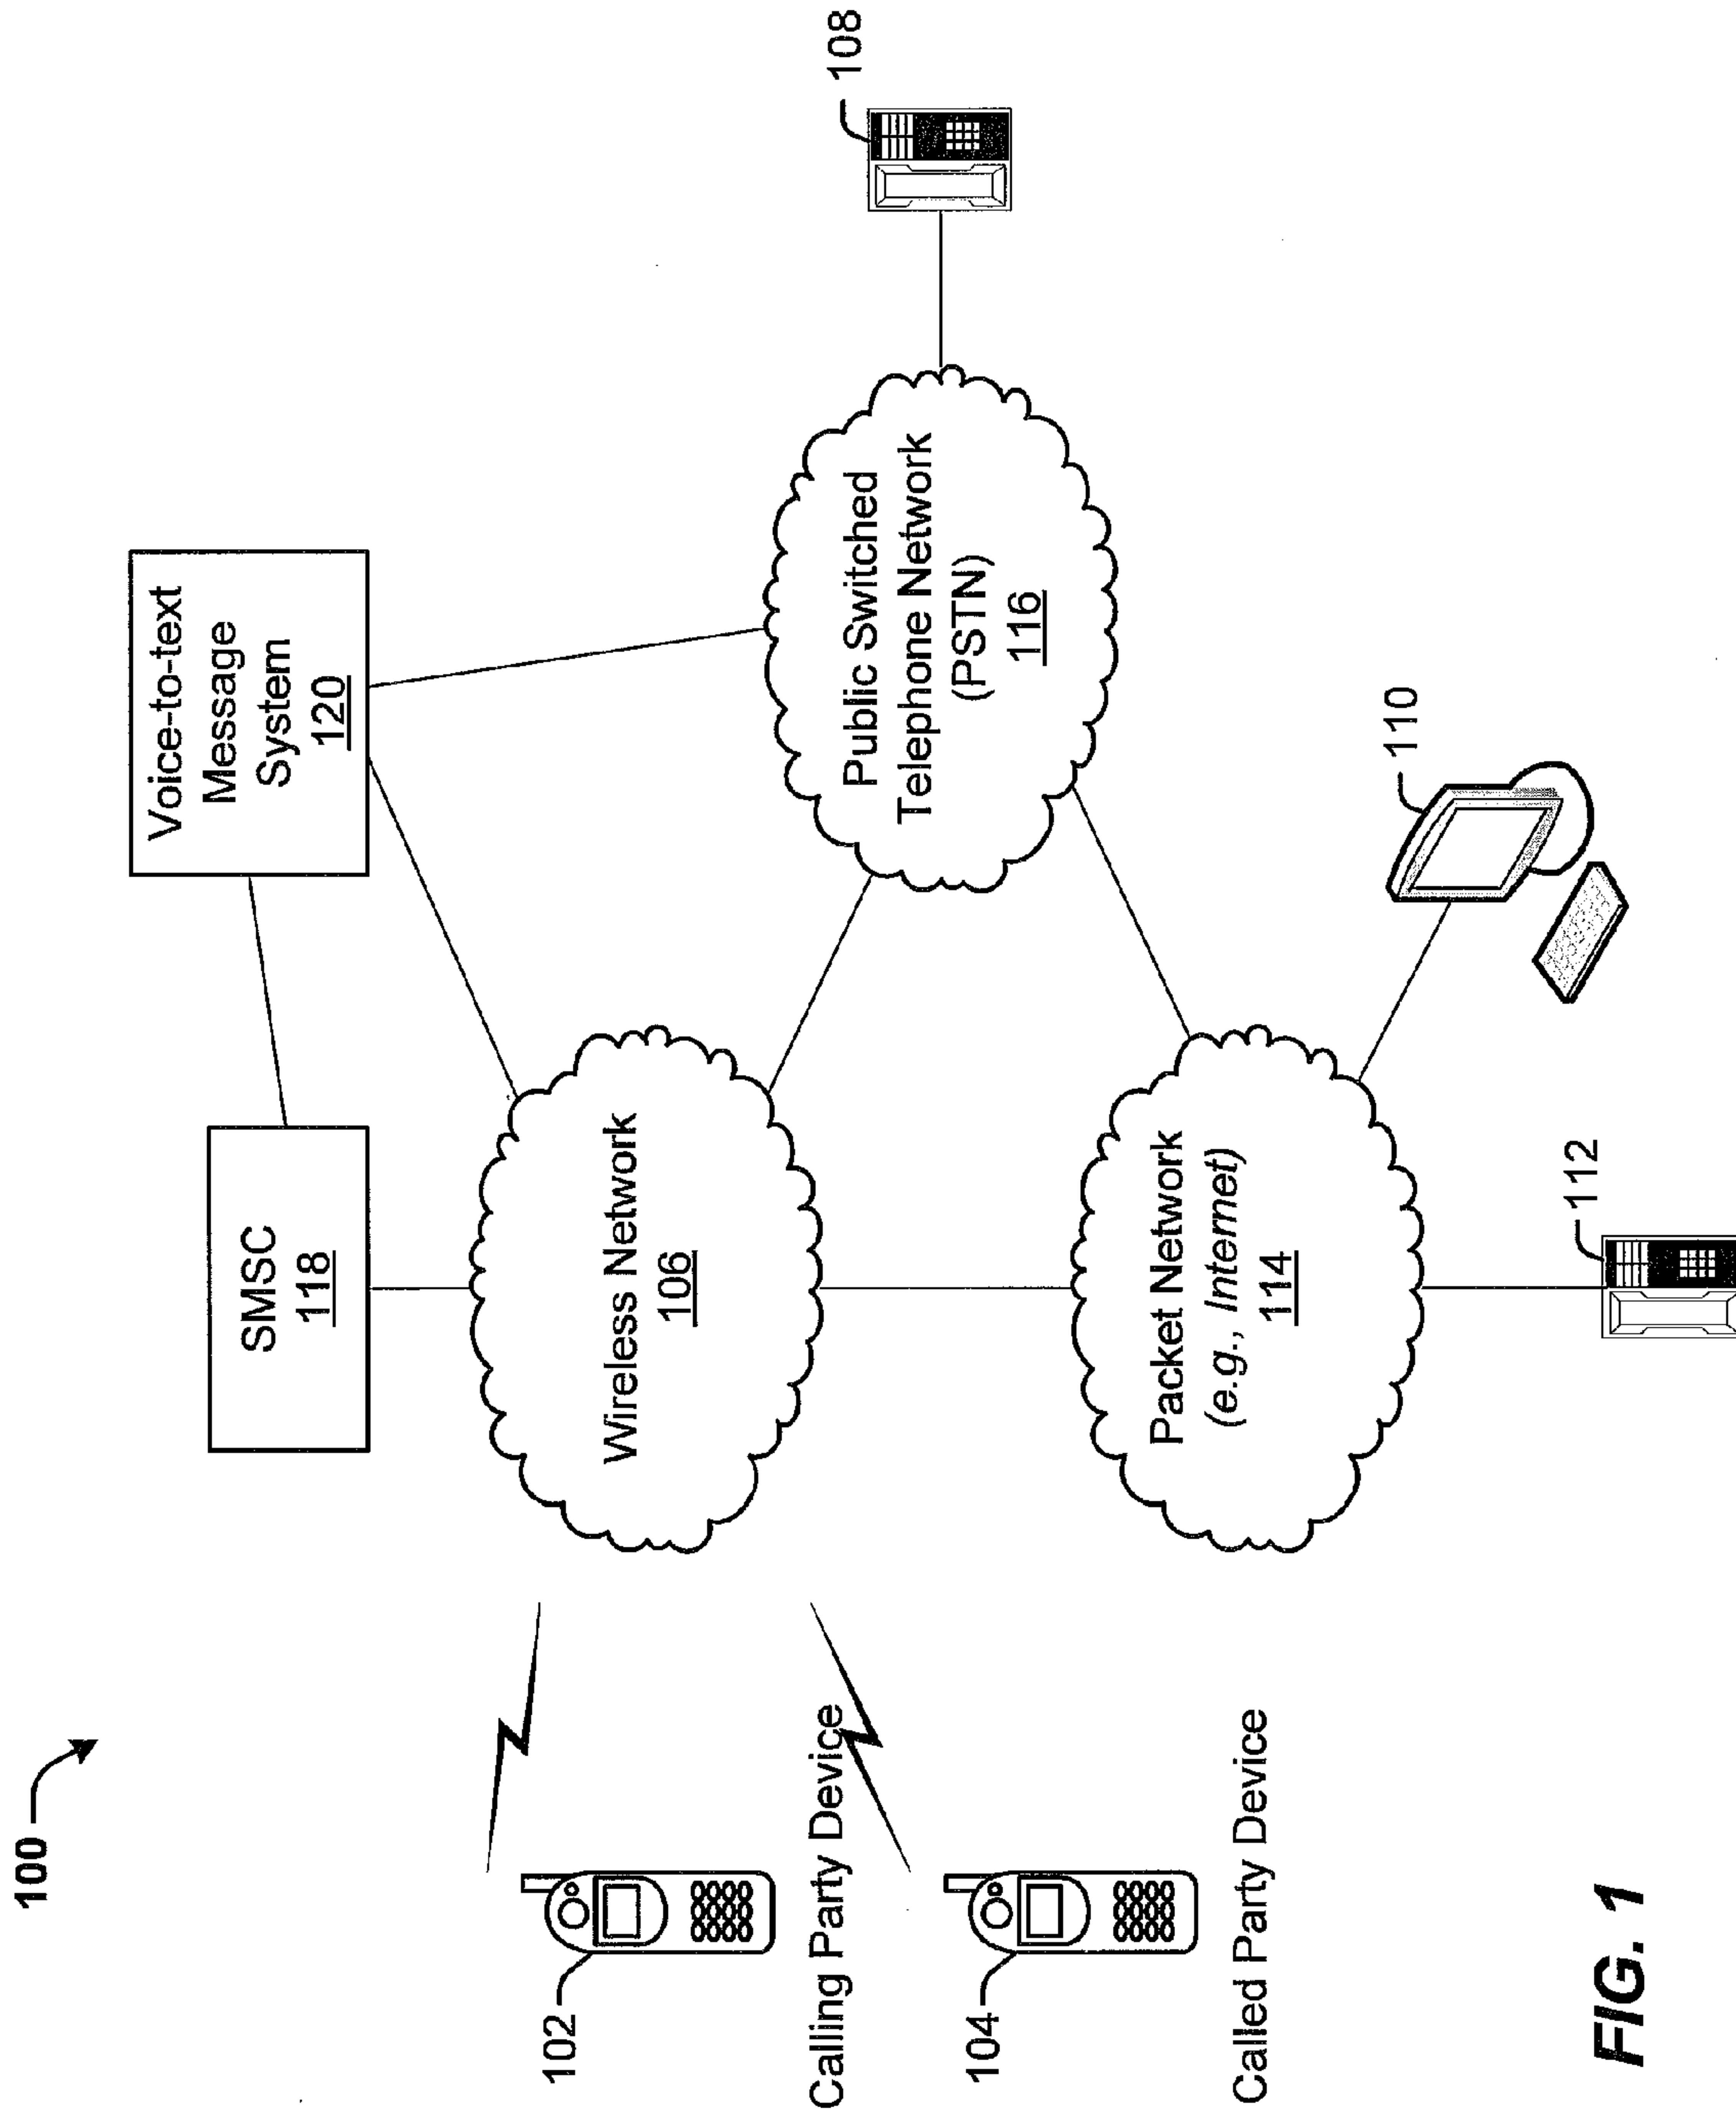 100
Voice-to-text
Message
System
120
SMSC
118
102
Calling Party Device
Wireless Network
106
Public Switched
Telephone Network
(PSTN)
116
108
104
Called Party Device
Packet Network
(e.g., Internet)
114
110
112
FIG. 1